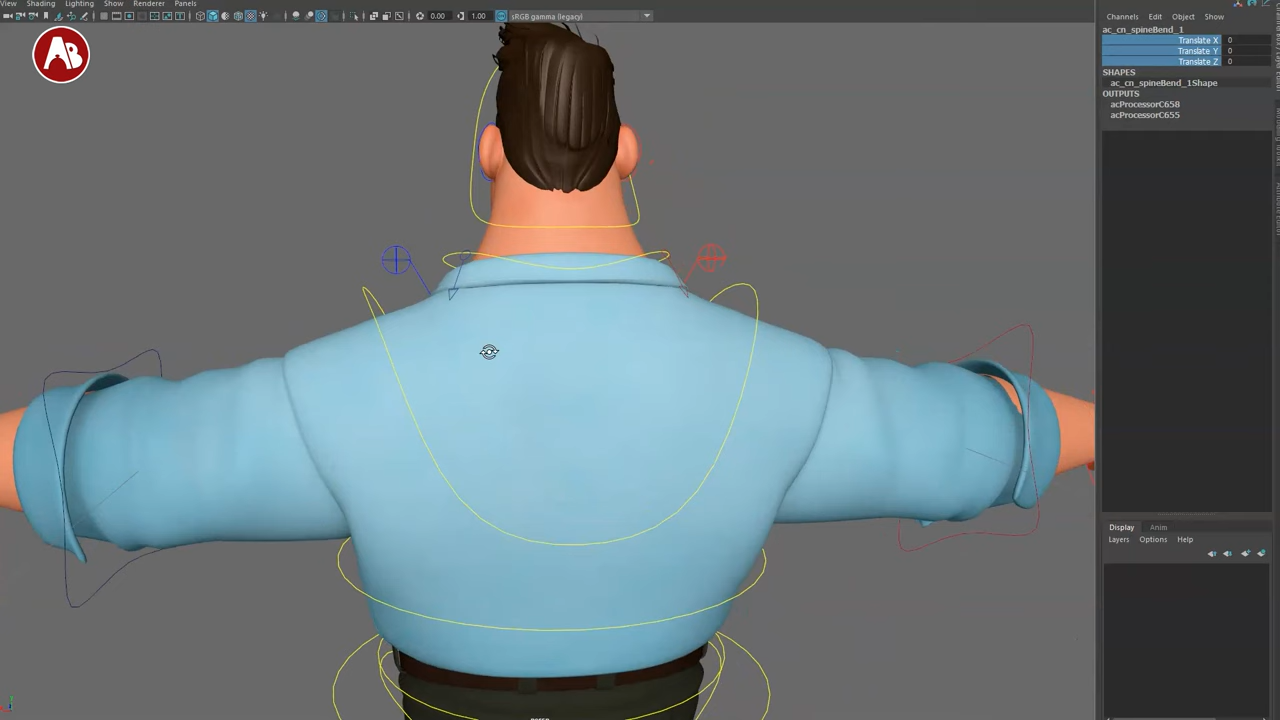 View Shading Lighting Show Renderer Panels
0.00 1.00 sRGB gamma (legacy)
AB
Channels Edit Object Show
ac_cn_spineBend_1
Translate X 0
Translate Y 0
Translate Z 0
SHAPES
ac_cn_spineBend_1Shape
OUTPUTS
acProcessorC658
acProcessorC655
Display Anim
Layers Options Help